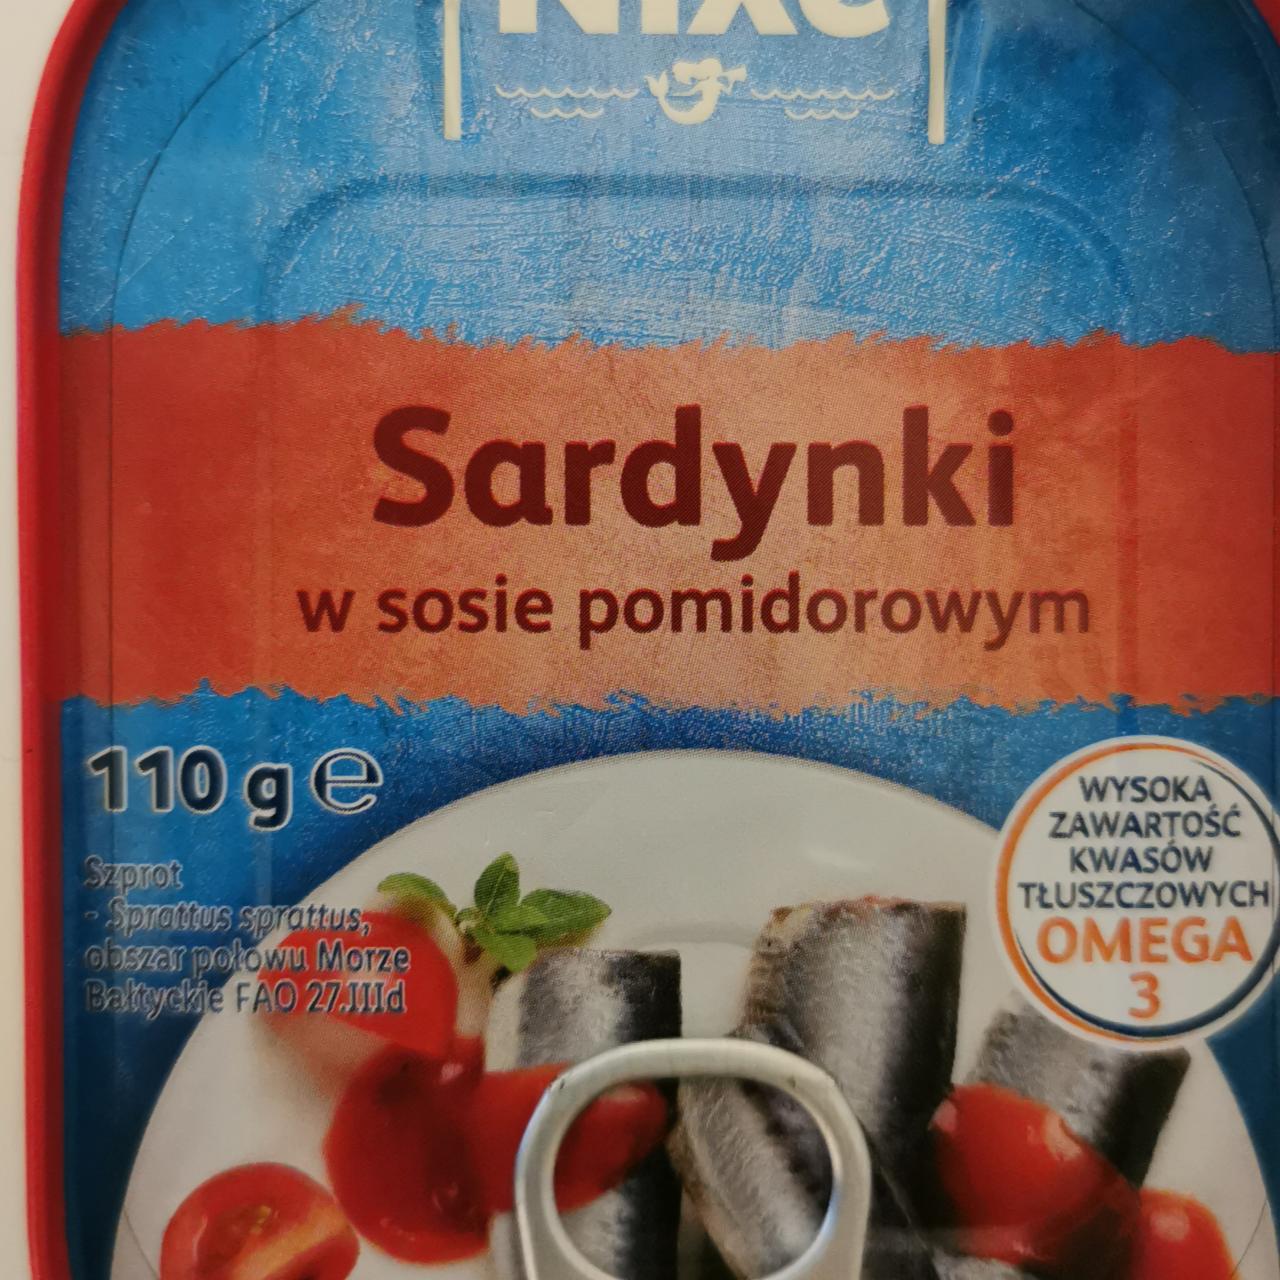 Nixe
Sardynki
w sosie pomidorowym
110 g ℮
Szprot
- Sprattus sprattus,
obszar połowu Morze
Bałtyckie FAO 27.IIId
WYSOKA
ZAWARTOŚĆ
KWASÓW
TŁUSZCZOWYCH
OMEGA
3